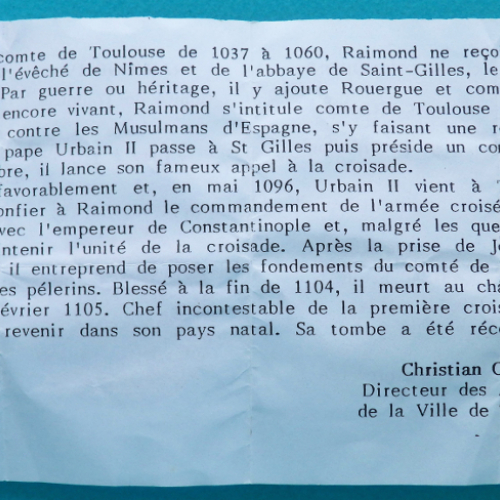 comte de Toulouse de 1037 à 1060, Raimond ne reço
l'évêché de Nîmes et de l'abbaye de Saint-Gilles, le
Par guerre ou héritage, il y ajoute Rouergue et com
encore vivant, Raimond s'intitule comte de Toulouse
contre les Musulmans d'Espagne, s'y faisant une r
pape Urbain II passe à St Gilles puis préside un co
bre, il lance son fameux appel à la croisade.
favorablement et, en mai 1096, Urbain II vient à
onfier à Raimond le commandement de l'armée croisé
vec l'empereur de Constantinople et, malgré les que
ntenir l'unité de la croisade. Après la prise de J
il entreprend de poser les fondements du comté de
es pélerins. Blessé à la fin de 1104, il meurt au châ
évrier 1105. Chef incontestable de la première crois
revenir dans son pays natal. Sa tombe a été réc
Christian C
Directeur des
de la Ville de